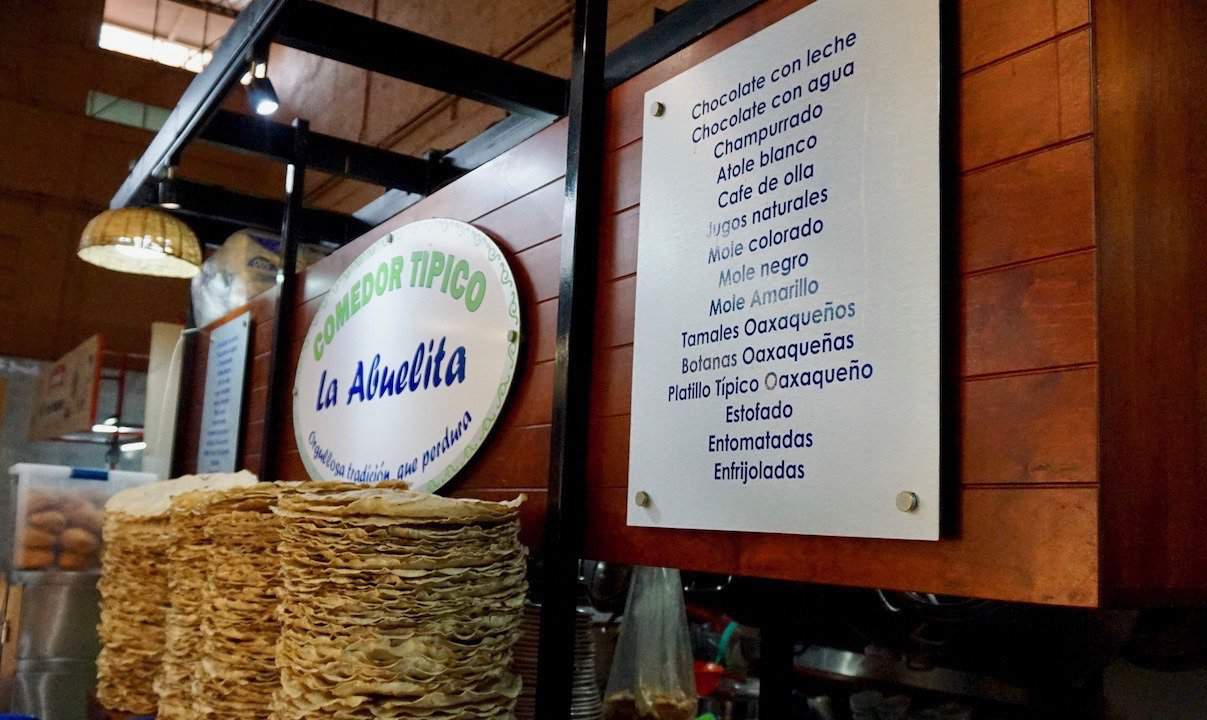 COMEDOR TIPICO
La Abuelita
Orgullosa tradición que perdura
Chocolate con leche
Chocolate con agua
Champurrado
Atole blanco
Cafe de olla
Jugos naturales
Mole colorado
Mole negro
Mole Amarillo
Tamales Oaxaqueños
Botanas Oaxaqueñas
Platillo Típico Oaxaqueño
Estofado
Entomatadas
Enfrijoladas